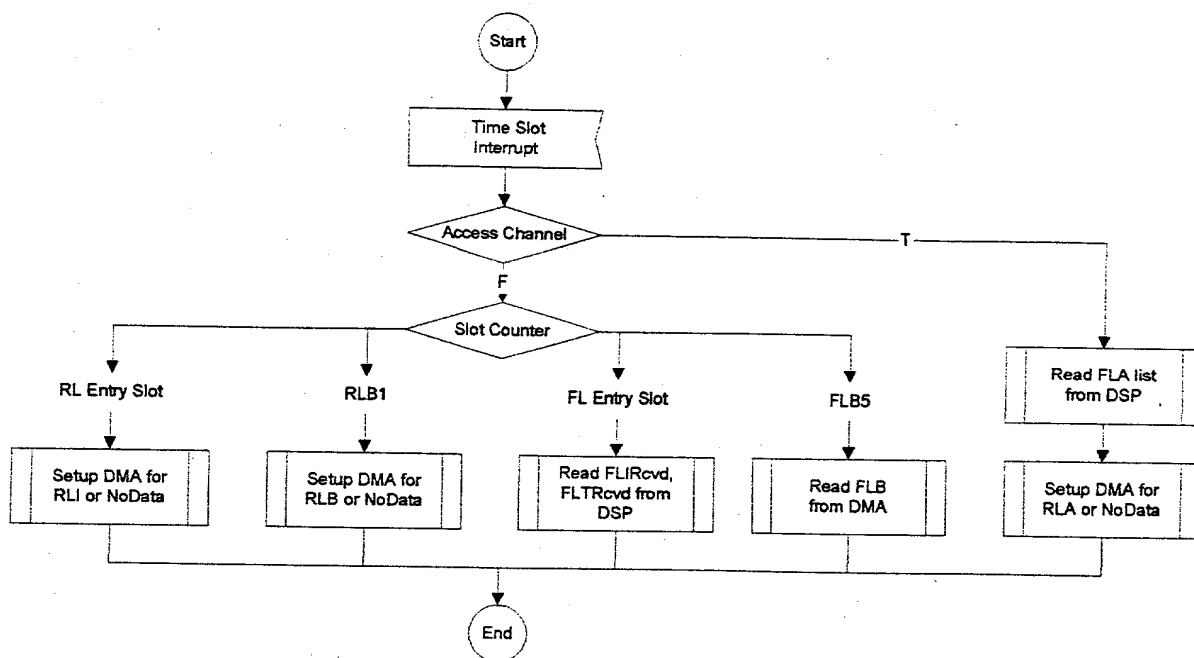 Start
Time Slot
Interrupt
Access Channel
T
F
Slot Counter
RL Entry Slot
RLB1
FL Entry Slot
FLB5
Read FLA list
from DSP
Setup DMA for
RLI or NoData
Setup DMA for
RLB or NoData
Read FLIRcvd,
FLTRcvd from
DSP
Read FLB
from DMA
Setup DMA for
RLA or NoData
End